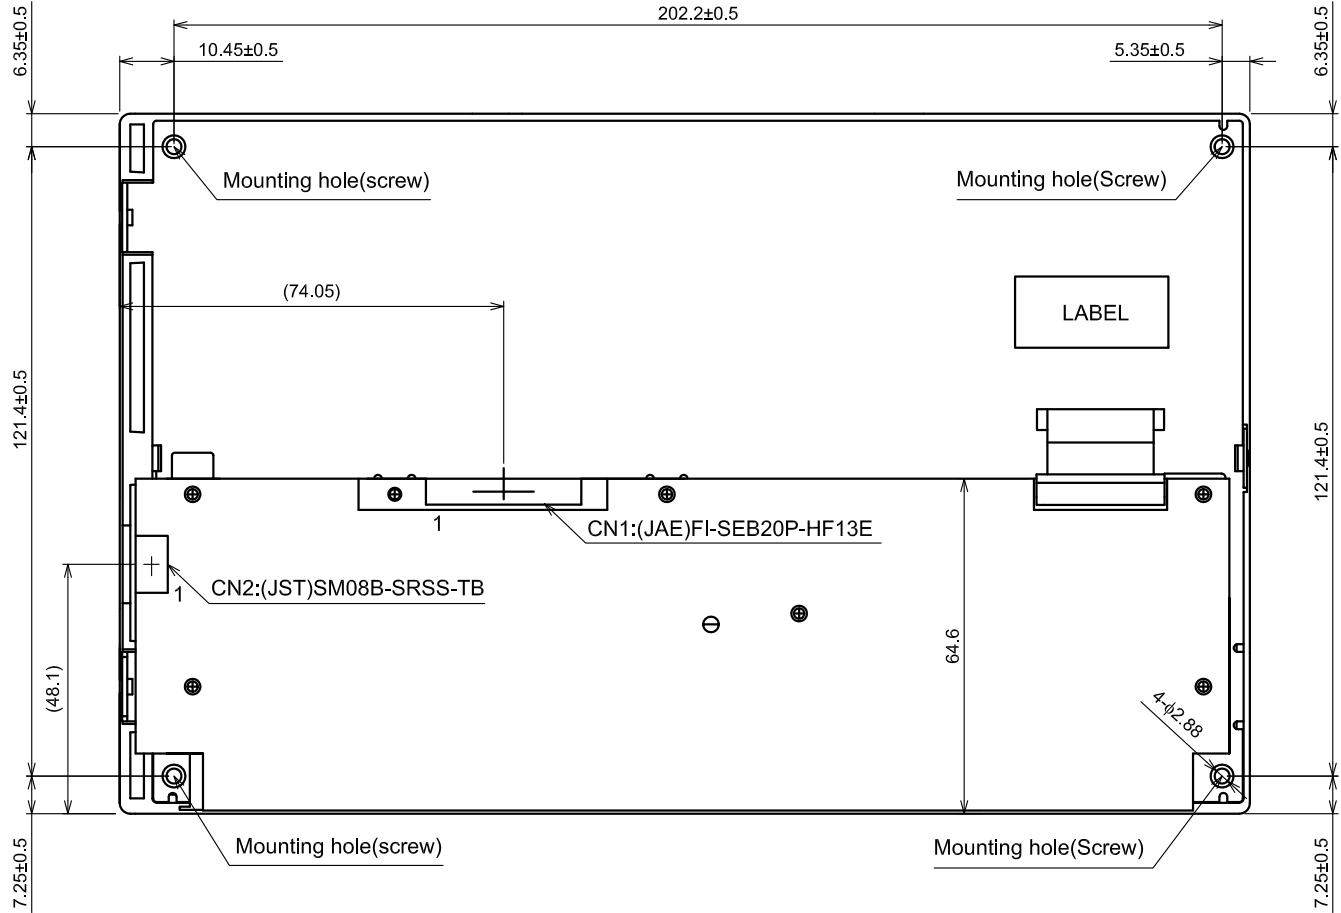 202.2±0.5
6.35±0.5
10.45±0.5
5.35±0.5
6.35±0.5
Mounting hole(screw)
Mounting hole(Screw)
(74.05)
LABEL
121.4±0.5
121.4±0.5
1
CN1:(JAE)FI-SEB20P-HF13E
CN2:(JST)SM08B-SRSS-TB
1
64.6
(48.1)
4-ϕ2.88
Mounting hole(screw)
Mounting hole(Screw)
7.25±0.5
7.25±0.5